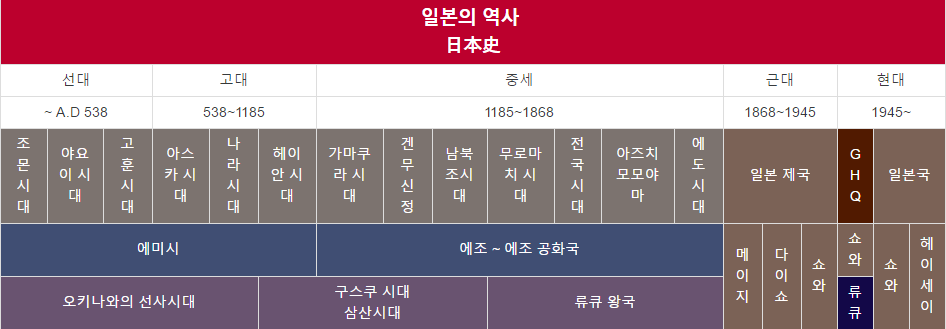 일본의 역사
日本史
선대 고대 중세 근대 현대
~ A.D 538 538~1185 1185~1868 1868~1945 1945~
조몬시대
야요이 시대
고훈시대
아스카 시대
나라시대
헤이안 시대
가마쿠라 시대
겐무신정
남북조시대
무로마치 시대
전국시대
아즈치모모야마
에도시대
일본 제국
GHQ
일본국
에미시
에조 ~ 에조 공화국
메이지
다이쇼
쇼와
쇼와
쇼와
헤이세이
오키나와의 선사시대
구스쿠 시대
삼산시대
류큐 왕국
류큐